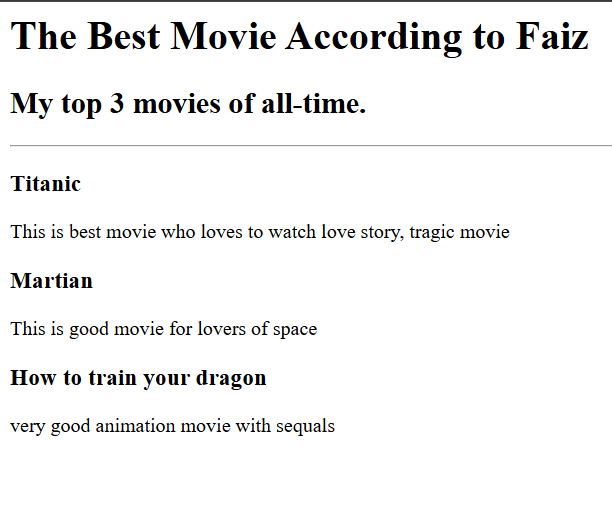 The Best Movie According to Faiz
My top 3 movies of all-time.
Titanic
This is best movie who loves to watch love story, tragic movie
Martian
This is good movie for lovers of space
How to train your dragon
very good animation movie with sequals